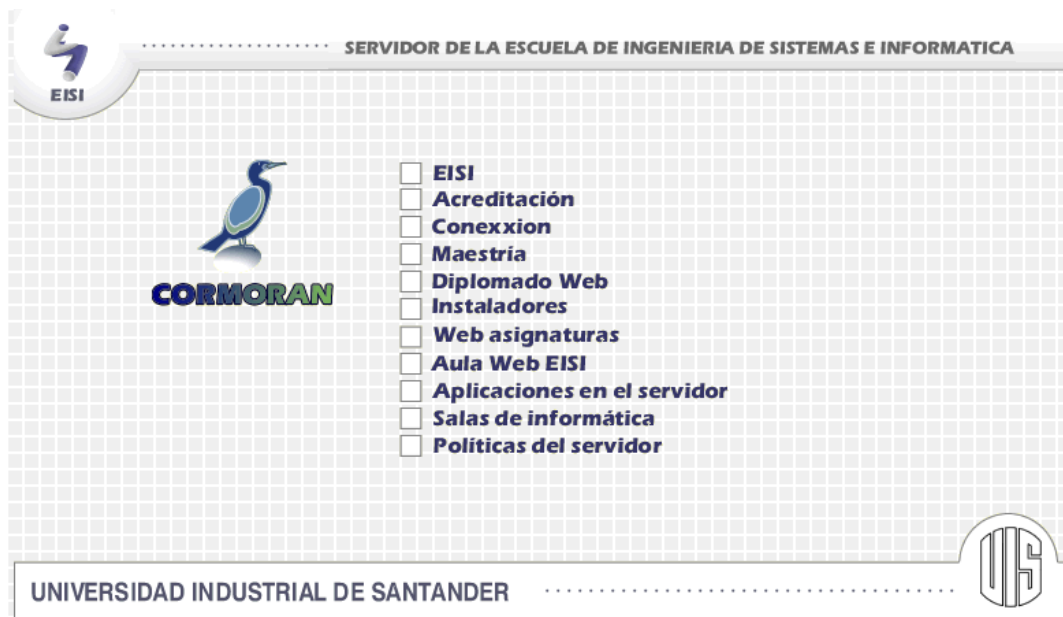 SERVIDOR DE LA ESCUELA DE INGENIERIA DE SISTEMAS E INFORMATICA
EISI
EISI
Acreditación
Conexxion
Maestría
Diplomado Web
Instaladores
Web asignaturas
Aula Web EISI
Aplicaciones en el servidor
Salas de informática
Políticas del servidor
CORMORAN
UNIVERSIDAD INDUSTRIAL DE SANTANDER
UIS